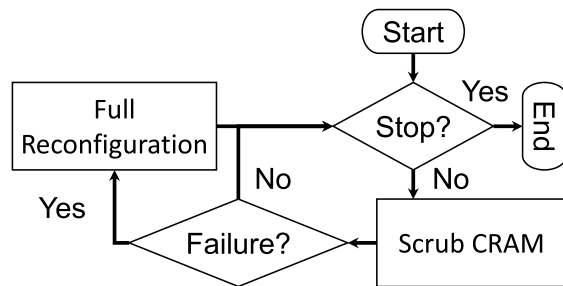 Start
Full
Reconfiguration
Stop?
Yes
End
No
No
Yes
Failure?
Scrub CRAM